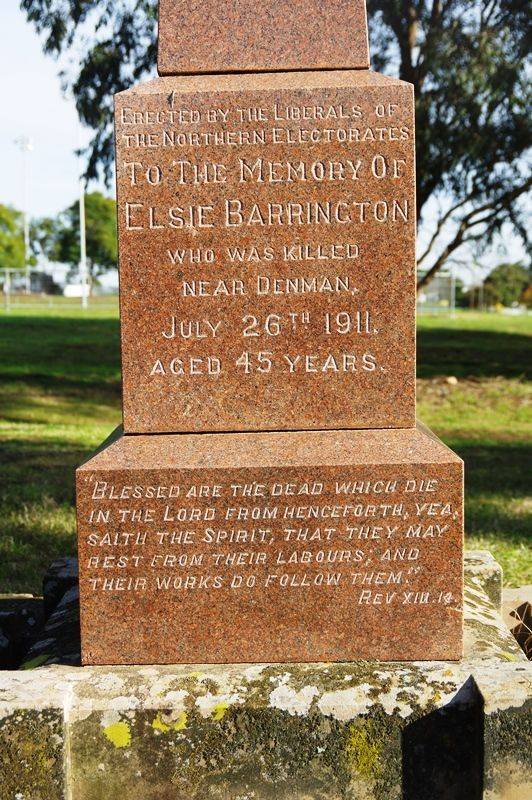 ERECTED BY THE LIBERALS OF
THE NORTHERN ELECTORATES
TO THE MEMORY OF
ELSIE BARRINGTON
WHO WAS KILLED
NEAR DENMAN,
JULY 26TH 1911.
AGED 45 YEARS.
"BLESSED ARE THE DEAD WHICH DIE
IN THE LORD FROM HENCEFORTH, YEA,
SAITH THE SPIRIT, THAT THEY MAY
REST FROM THEIR LABOURS; AND
THEIR WORKS DO FOLLOW THEM."
REV XIII. 14.